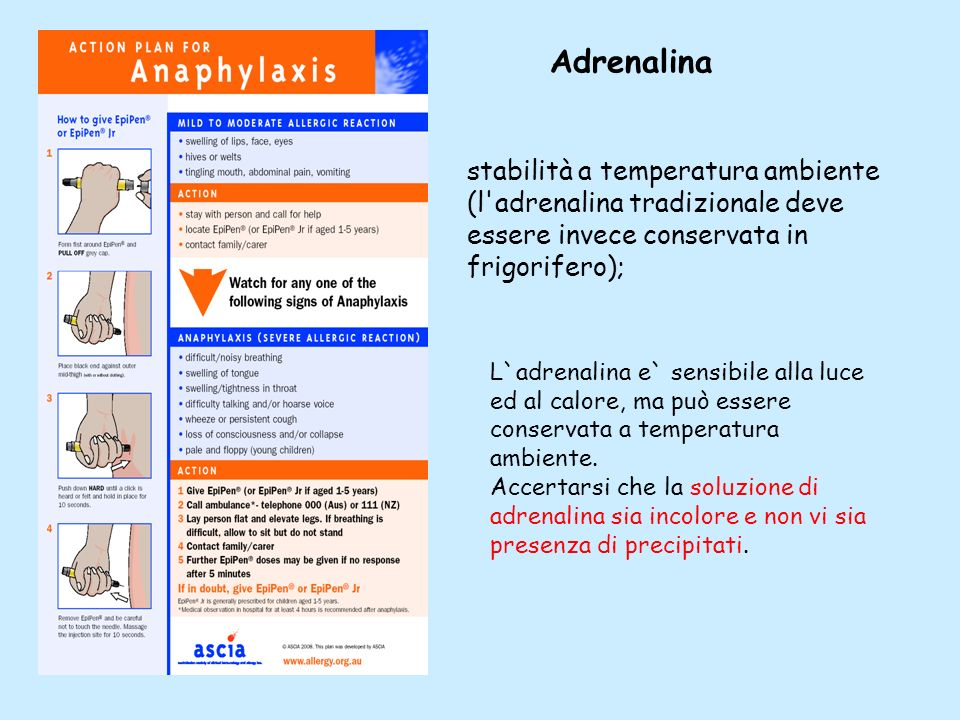 ACTION PLAN FOR
Anaphylaxis
How to give EpiPen®
or EpiPen® Jr
1
Form fist around EpiPen® and
PULL OFF grey cap.
2
Place black end against outer
mid-thigh (with or without clothing).
3
Push down HARD until a click is
heard or felt and hold in place for
10 seconds.
4
Remove EpiPen® and be careful
not to touch the needle. Massage
the injection site for 10 seconds.
MILD TO MODERATE ALLERGIC REACTION
• swelling of lips, face, eyes
• hives or welts
• tingling mouth, abdominal pain, vomiting
ACTION
• stay with person and call for help
• locate EpiPen® (or EpiPen® Jr if aged 1-5 years)
• contact family/carer
Watch for any one of the
following signs of Anaphylaxis
ANAPHYLAXIS (SEVERE ALLERGIC REACTION)
• difficult/noisy breathing
• swelling of tongue
• swelling/tightness in throat
• difficulty talking and/or hoarse voice
• wheeze or persistent cough
• loss of consciousness and/or collapse
• pale and floppy (young children)
ACTION
1 Give EpiPen® (or EpiPen® Jr if aged 1-5 years)
2 Call ambulance*- telephone 000 (Aus) or 111 (NZ)
3 Lay person flat and elevate legs. If breathing is
difficult, allow to sit but do not stand
4 Contact family/carer
5 Further EpiPen® doses may be given if no response
after 5 minutes
If in doubt, give EpiPen® or EpiPen® Jr
EpiPen® Jr is generally prescribed for children aged 1-5 years.
*Medical observation in hospital for at least 4 hours is recommended after anaphylaxis.
ascia
australasian society of clinical immunology and allergy inc.
© ASCIA 2008. This plan was developed by ASCIA
www.allergy.org.au
Adrenalina
stabilità a temperatura ambiente
(l'adrenalina tradizionale deve
essere invece conservata in
frigorifero);
L`adrenalina e` sensibile alla luce
ed al calore, ma può essere
conservata a temperatura
ambiente.
Accertarsi che la soluzione di
adrenalina sia incolore e non vi sia
presenza di precipitati.